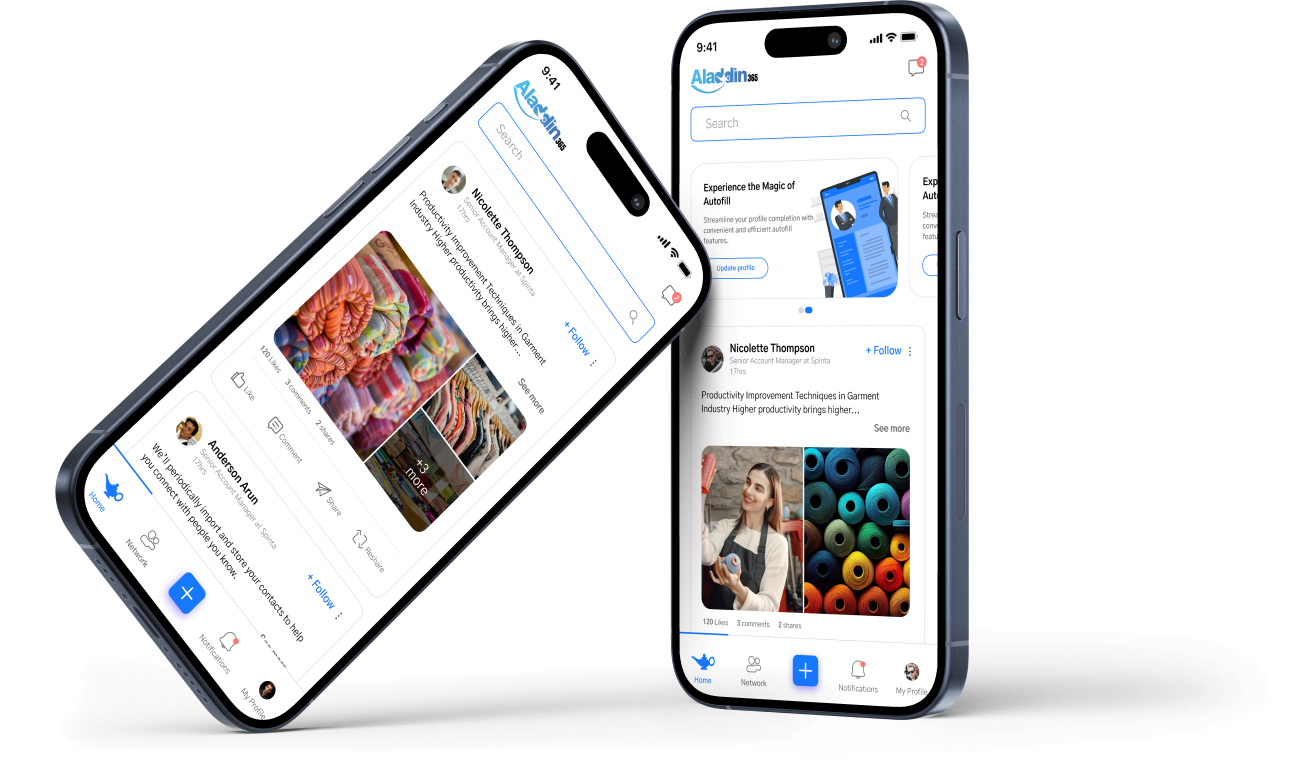 9:41
Aladdin365
2
Search
Nicolette Thompson
Senior Account Manager at Spinta
17hrs
+ Follow
Productivity Improvement Techniques in Garment
Industry Higher productivity brings higher...
See more
+3
more
120 Likes
3 comments
2 shares
Like
Comment
Share
Reshare
Anderson Arun
Senior Account Manager at Spinta
17hrs
+ Follow
We'll periodically import and store your contacts to help
you connect with people you know.
Home
Network
Notifications
My Profile
9:41
Aladdin365
2
Search
Experience the Magic of
Autofill
Streamline your profile completion with
convenient and efficient autofill
features.
Update profile
Exp
Auto
Strea
conve
featu
Nicolette Thompson
Senior Account Manager at Spinta
17hrs
+ Follow
Productivity Improvement Techniques in Garment
Industry Higher productivity brings higher...
See more
120 Likes
3 comments
2 shares
Home
Network
Notifications
My Profile